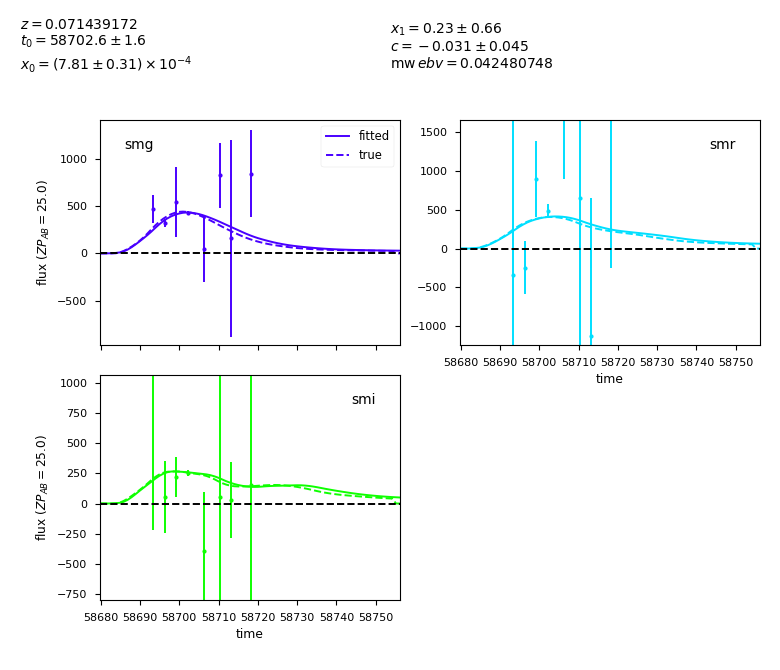 z = 0.071439172
t₀ = 58702.6 ± 1.6
x₀ = (7.81 ± 0.31) × 10⁻⁴
x₁ = 0.23 ± 0.66
c = −0.031 ± 0.045
mw ebv = 0.042480748
smg
fitted
true
1000
500
0
−500
flux (ZP_AB = 25.0)
smr
1500
1000
500
0
−500
−1000
58680 58690 58700 58710 58720 58730 58740 58750
time
smi
1000
750
500
250
0
−250
−500
−750
flux (ZP_AB = 25.0)
58680 58690 58700 58710 58720 58730 58740 58750
time